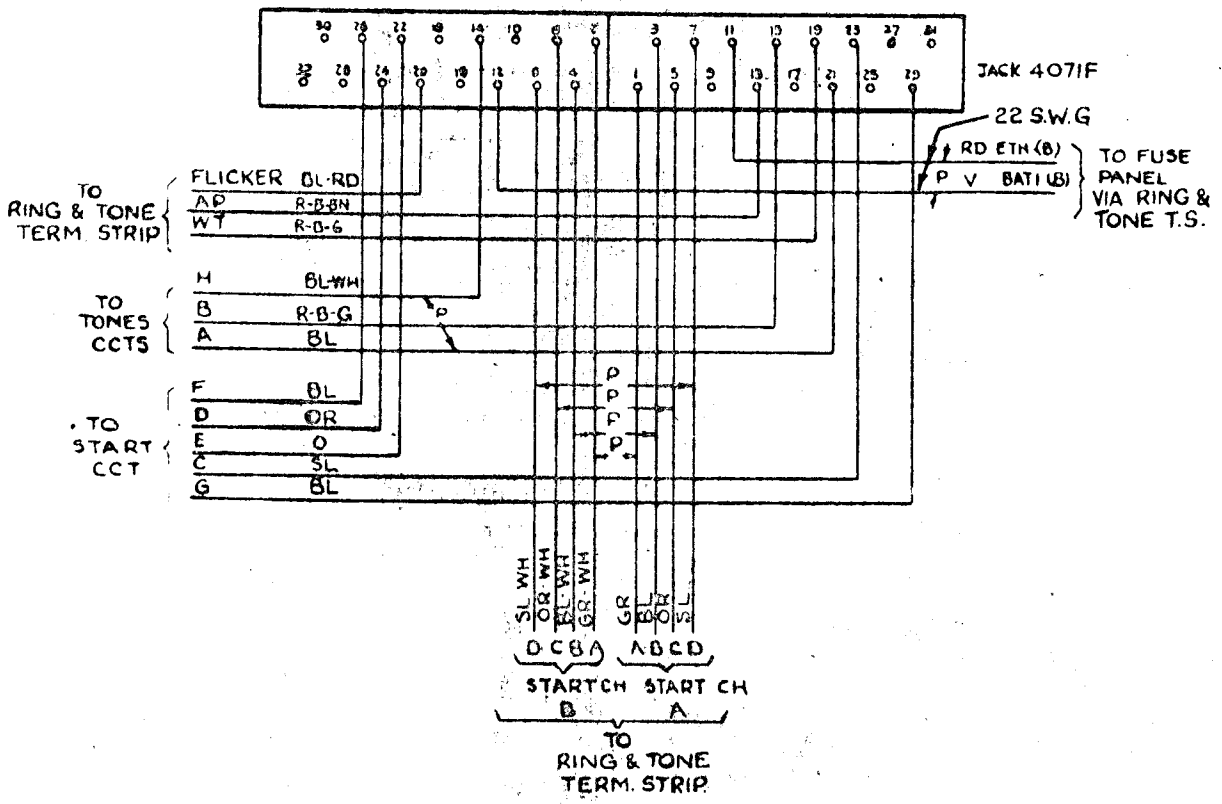 30 26 22 18 14 10 6 2 3 7 11 15 19 23 27 31
32 28 24 20 16 12 8 4 1 5 9 13 17 21 25 29
JACK 4071F
22 S.W.G
RD ETH (B)
P V BATT (B)
TO FUSE
PANEL
VIA RING &
TONE T.S.
TO
RING & TONE
TERM. STRIP
FLICKER BL-RD
AP R-B-BN
WT R-B-G
TO
TONES
CCTS
H BL-WH
B R-B-G
A BL
P
TO
START
CCT
F BL
D OR
E O
C SL
G BL
P
P
P
P
SL WH
OR-WH
BL-WH
GR-WH
GR
BL
OR
SL
D C B A
A B C D
START CH START CH
B A
TO
RING & TONE
TERM. STRIP.